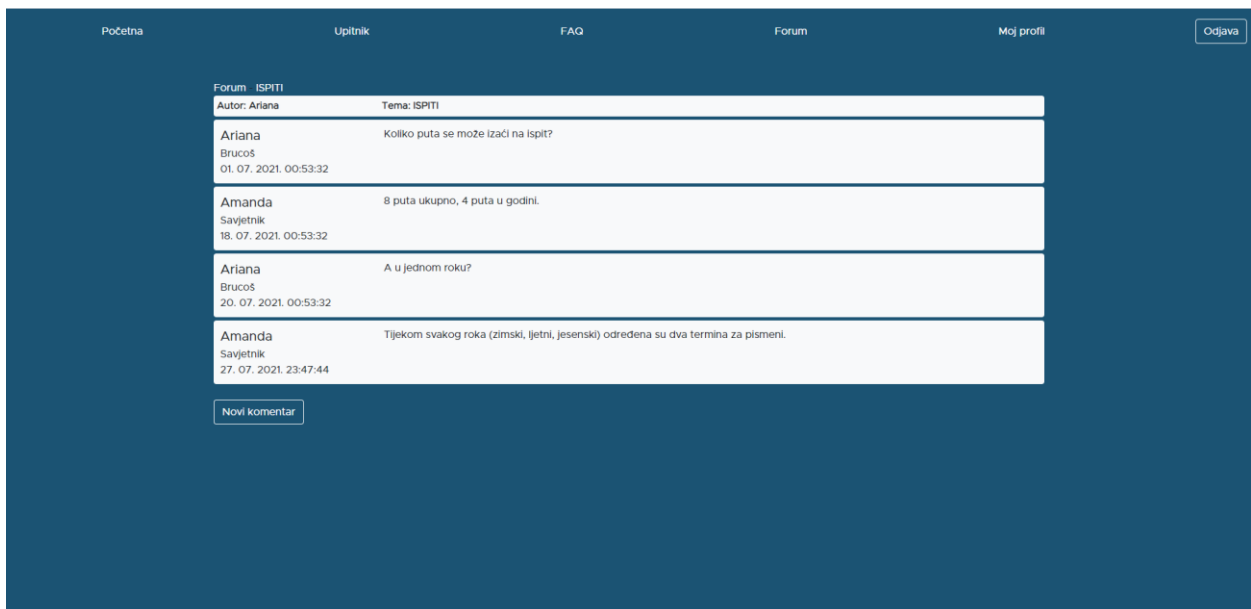 Početna Upitnik FAQ Forum Moj profil Odjava
Forum ISPITI
Autor: Ariana Tema: ISPITI
Ariana Koliko puta se može izaći na ispit?
Brucoš
01. 07. 2021. 00:53:32
Amanda 8 puta ukupno, 4 puta u godini.
Savjetnik
18. 07. 2021. 00:53:32
Ariana A u jednom roku?
Brucoš
20. 07. 2021. 00:53:32
Amanda Tijekom svakog roka (zimski, ljetni, jesenski) određena su dva termina za pismeni.
Savjetnik
27. 07. 2021. 23:47:44
Novi komentar